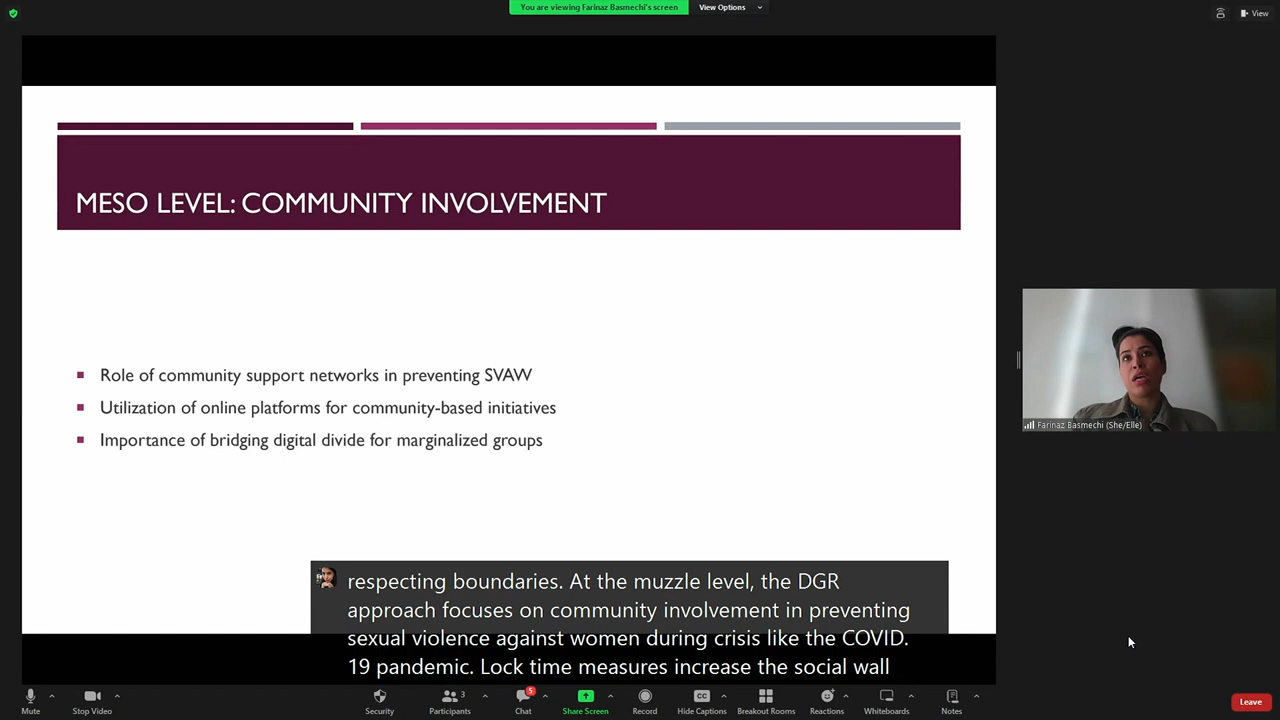 You are viewing Farinaz Basmechi's screen
View Options
View
MESO LEVEL: COMMUNITY INVOLVEMENT
Role of community support networks in preventing SVAW
Utilization of online platforms for community-based initiatives
Importance of bridging digital divide for marginalized groups
Farinaz Basmechi (She/Elle)
respecting boundaries. At the muzzle level, the DGR
approach focuses on community involvement in preventing
sexual violence against women during crisis like the COVID.
19 pandemic. Lock time measures increase the social wall
Mute
Stop Video
Security
Participants 3
Chat 5
Share Screen
Record
CC Hide Captions
Breakout Rooms
Reactions
Whiteboards
Notes
Leave